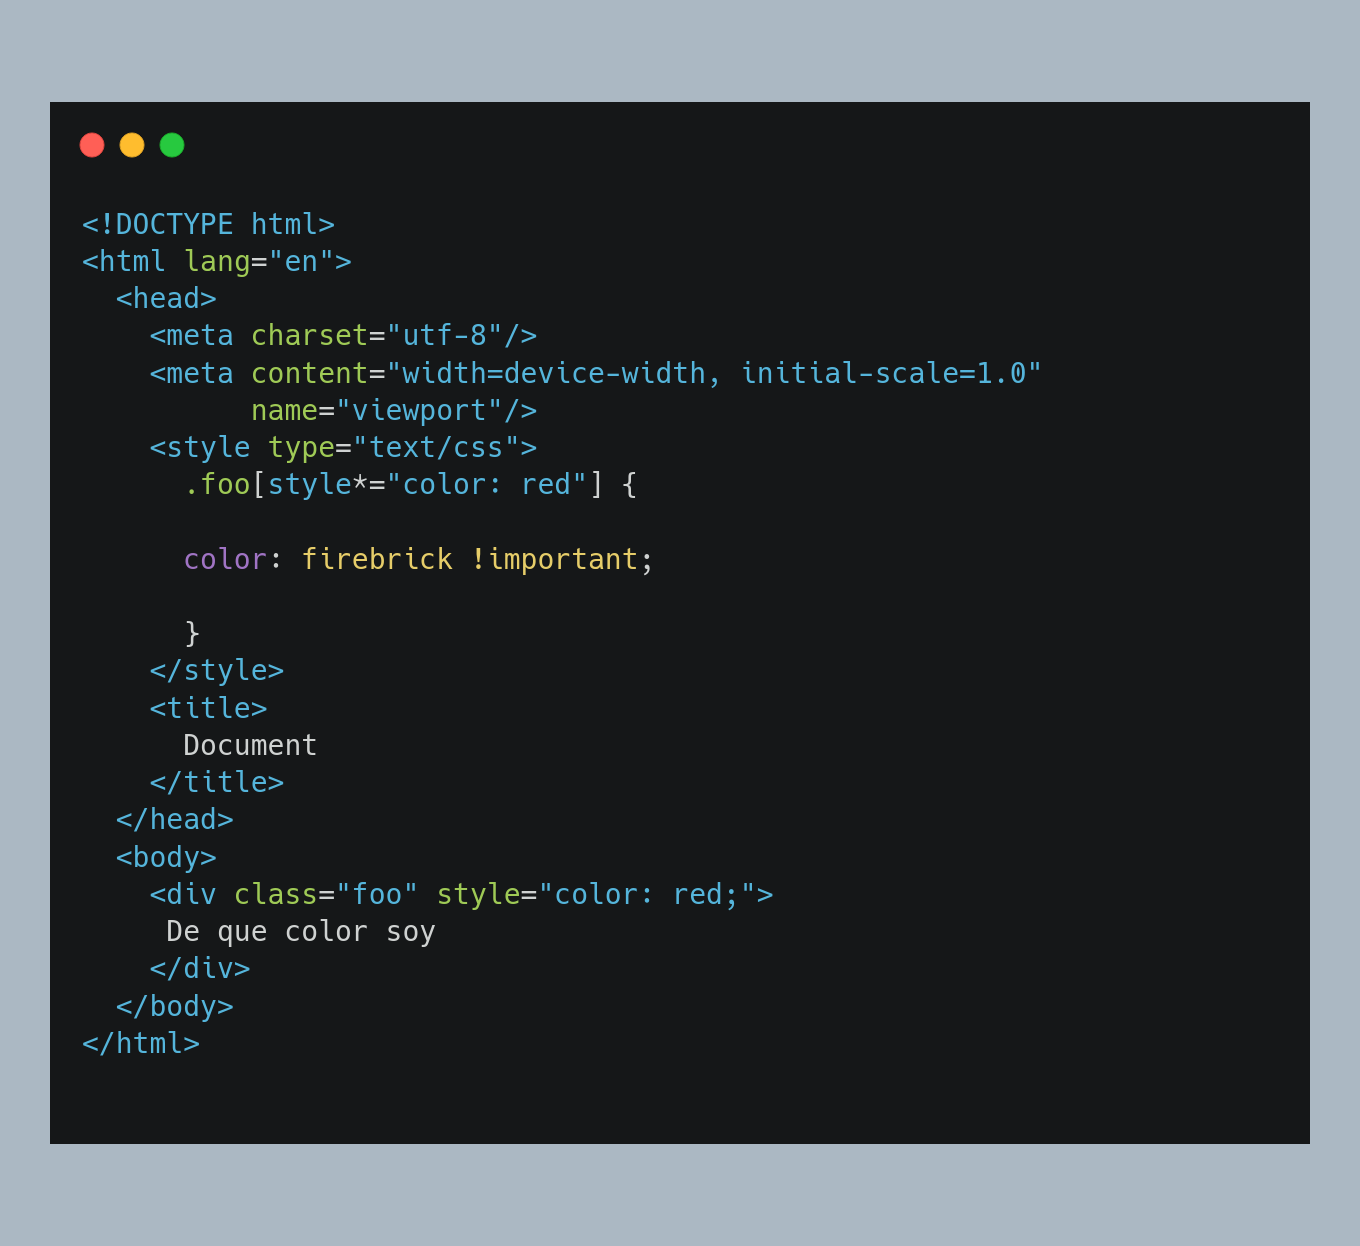 <!DOCTYPE html>
<html lang="en">
  <head>
    <meta charset="utf-8"/>
    <meta content="width=device-width, initial-scale=1.0"
          name="viewport"/>
    <style type="text/css">
      .foo[style*="color: red"] {

      color: firebrick !important;

      }
    </style>
    <title>
      Document
    </title>
  </head>
  <body>
    <div class="foo" style="color: red;">
     De que color soy
    </div>
  </body>
</html>